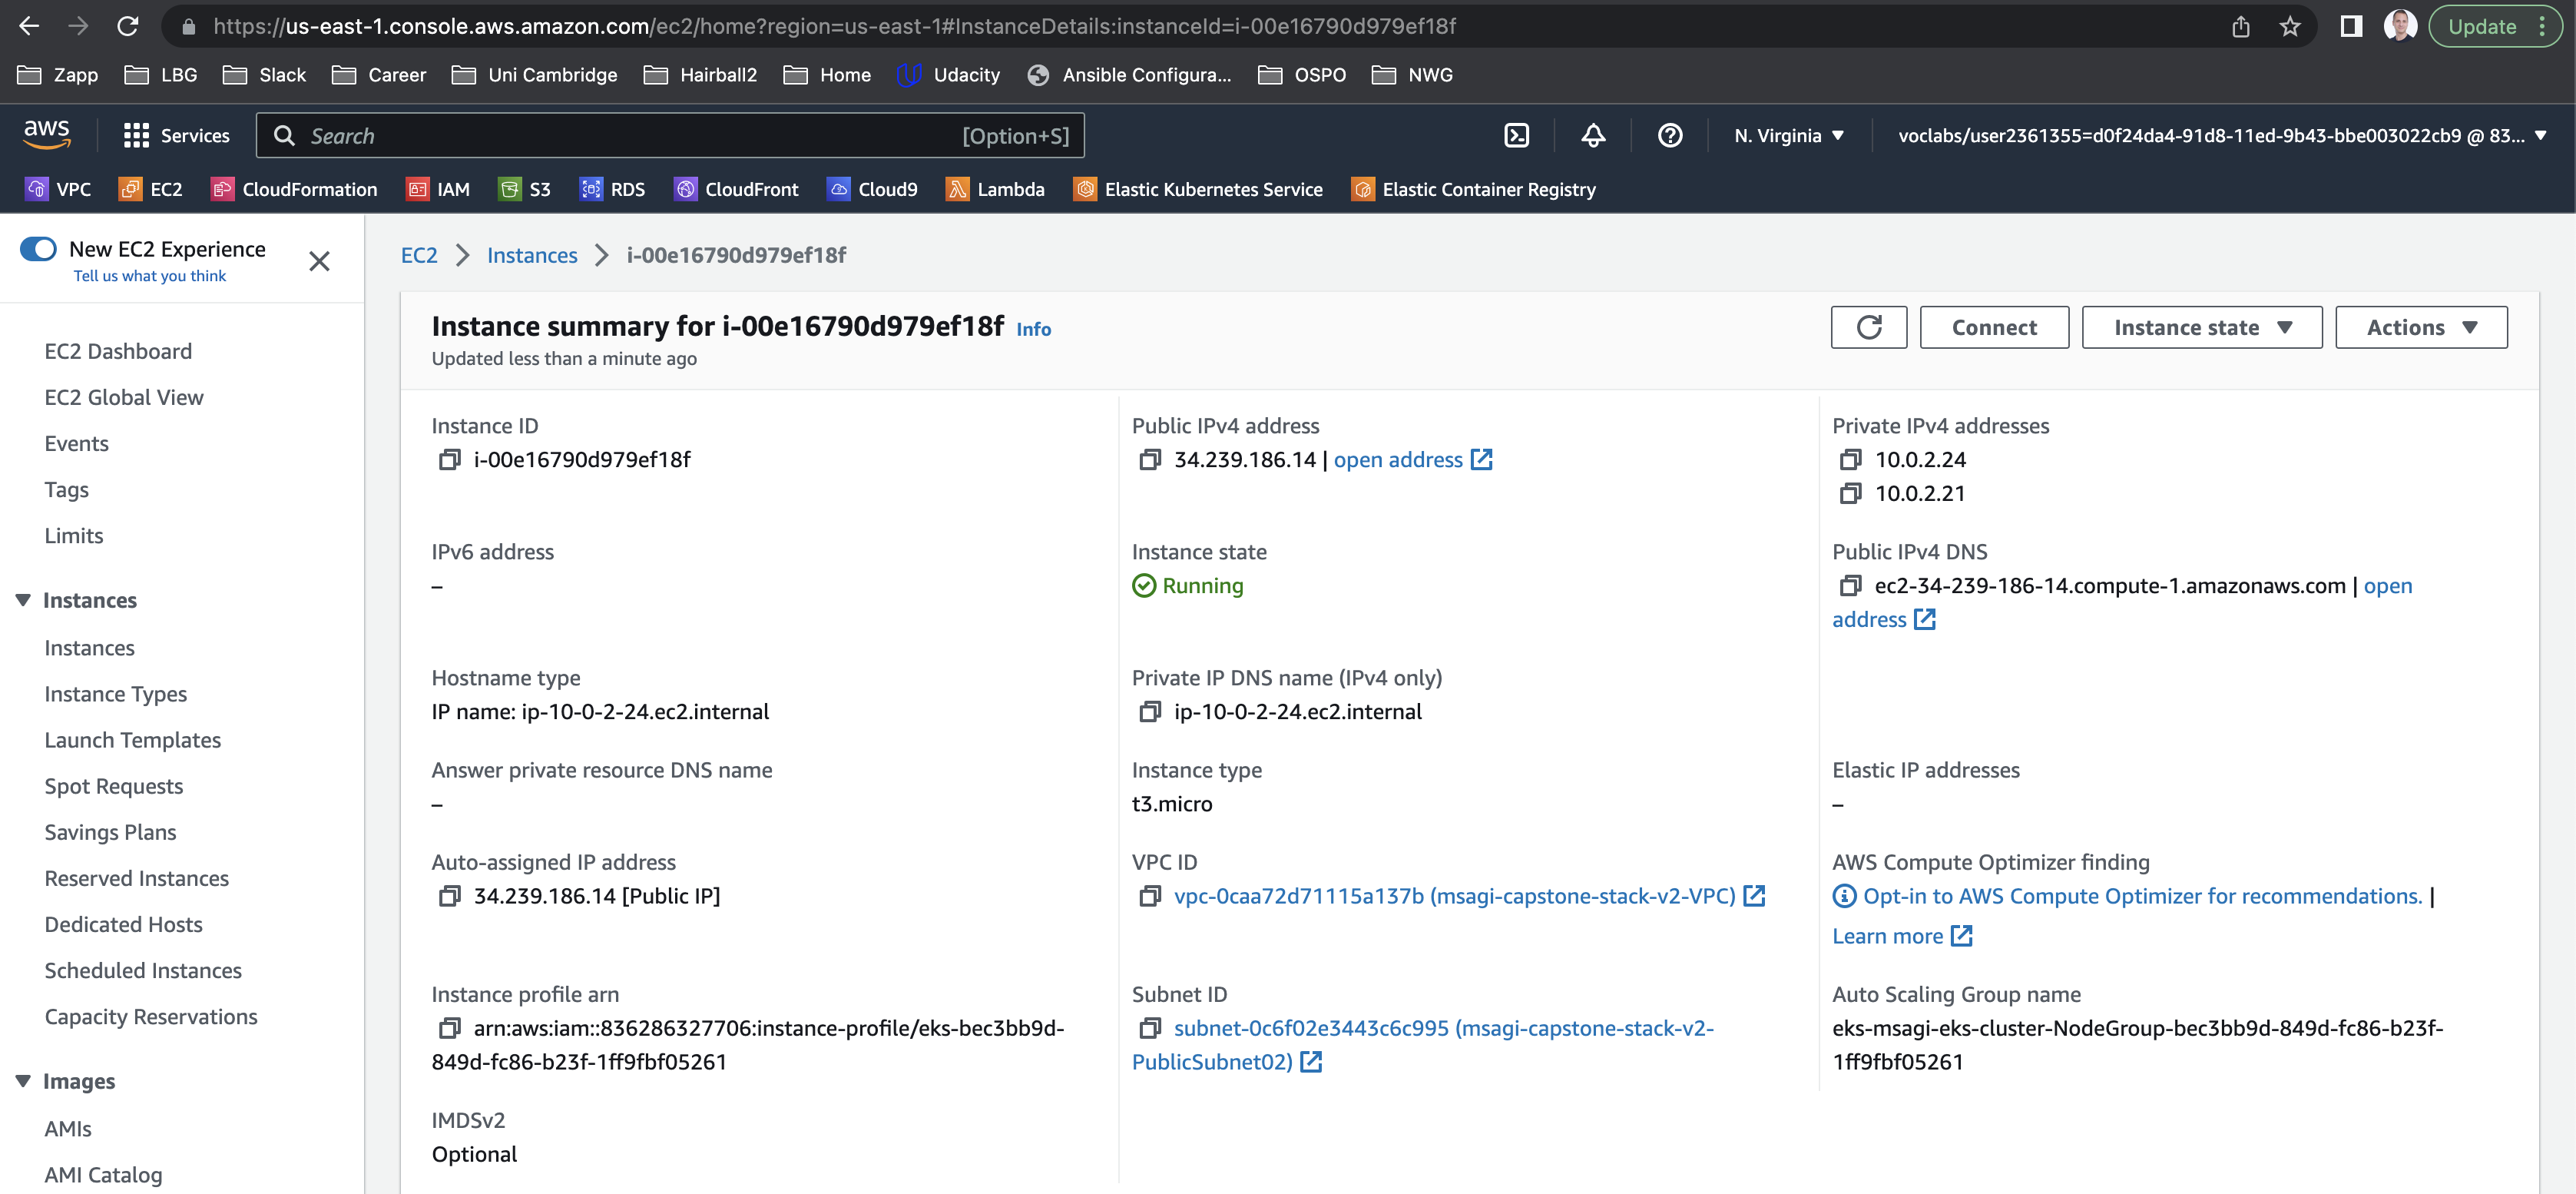 https://us-east-1.console.aws.amazon.com/ec2/home?region=us-east-1#InstanceDetails:instanceId=i-00e16790d979ef18f
Update
Zapp LBG Slack Career Uni Cambridge Hairball2 Home Udacity Ansible Configura... OSPO NWG
aws Services Search [Option+S] N. Virginia voclabs/user2361355=d0f24da4-91d8-11ed-9b43-bbe003022cb9 @ 83...
VPC EC2 CloudFormation IAM S3 RDS CloudFront Cloud9 Lambda Elastic Kubernetes Service Elastic Container Registry
New EC2 Experience
Tell us what you think
EC2 Dashboard
EC2 Global View
Events
Tags
Limits
Instances
Instances
Instance Types
Launch Templates
Spot Requests
Savings Plans
Reserved Instances
Dedicated Hosts
Scheduled Instances
Capacity Reservations
Images
AMIs
AMI Catalog
EC2 Instances i-00e16790d979ef18f
Instance summary for i-00e16790d979ef18f Info
Updated less than a minute ago
Connect Instance state Actions
Instance ID
i-00e16790d979ef18f
Public IPv4 address
34.239.186.14 | open address
Private IPv4 addresses
10.0.2.24
10.0.2.21
IPv6 address
–
Instance state
Running
Public IPv4 DNS
ec2-34-239-186-14.compute-1.amazonaws.com | open
address
Hostname type
IP name: ip-10-0-2-24.ec2.internal
Private IP DNS name (IPv4 only)
ip-10-0-2-24.ec2.internal
Answer private resource DNS name
–
Instance type
t3.micro
Elastic IP addresses
–
Auto-assigned IP address
34.239.186.14 [Public IP]
VPC ID
vpc-0caa72d71115a137b (msagi-capstone-stack-v2-VPC)
AWS Compute Optimizer finding
Opt-in to AWS Compute Optimizer for recommendations. |
Learn more
Instance profile arn
arn:aws:iam::836286327706:instance-profile/eks-bec3bb9d-
849d-fc86-b23f-1ff9fbf05261
Subnet ID
subnet-0c6f02e3443c6c995 (msagi-capstone-stack-v2-
PublicSubnet02)
Auto Scaling Group name
eks-msagi-eks-cluster-NodeGroup-bec3bb9d-849d-fc86-b23f-
1ff9fbf05261
IMDSv2
Optional